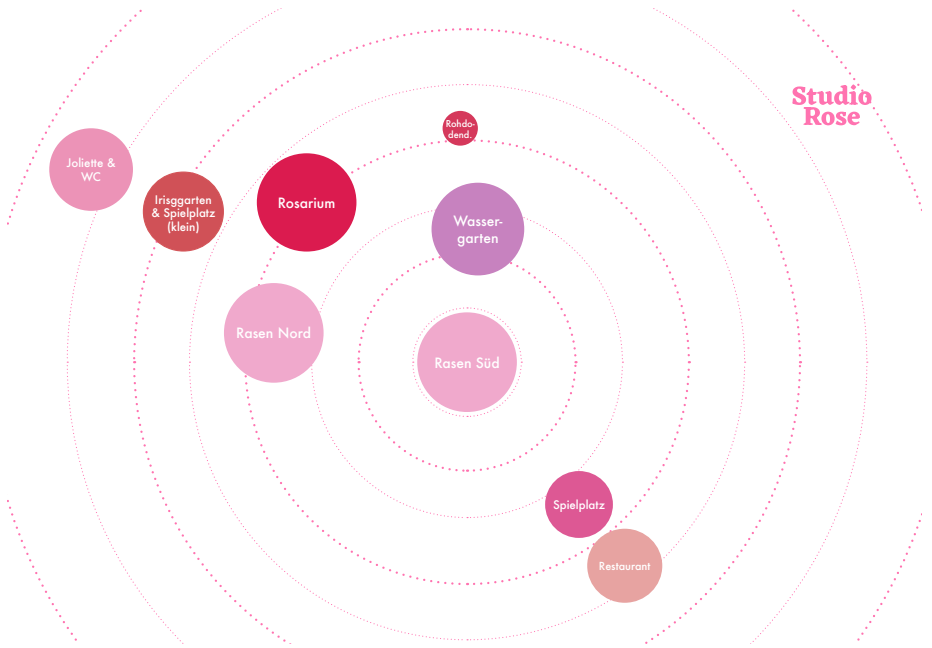 Studio
Rose
Rohdo-
dend.
Joliette &
WC
Irisggarten
& Spielplatz
(klein)
Rosarium
Wasser-
garten
Rasen Nord
Rasen Süd
Spielplatz
Restaurant